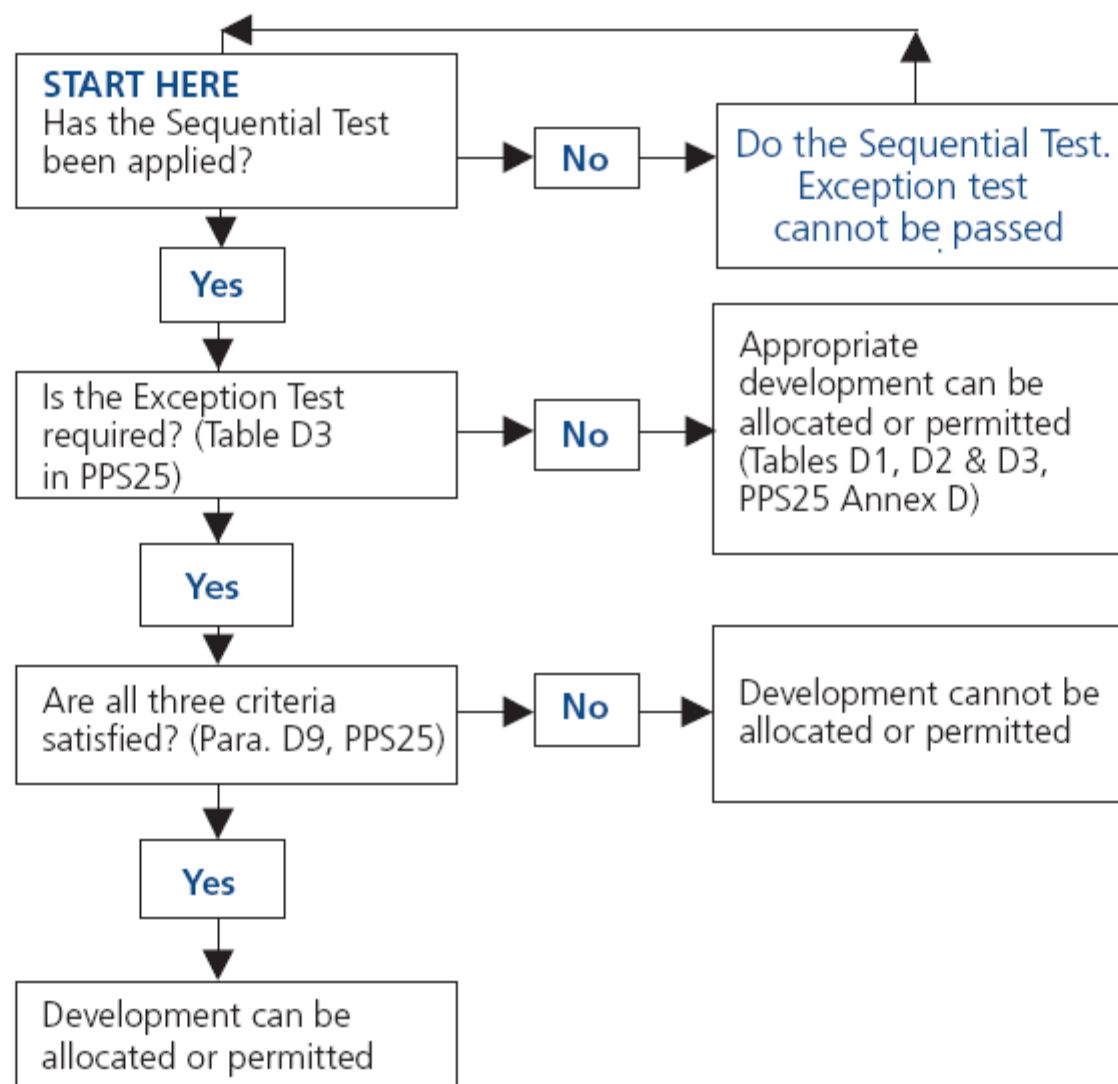 START HERE
Has the Sequential Test
been applied?
No
Do the Sequential Test.
Exception test
cannot be passed
Yes
Is the Exception Test
required? (Table D3
in PPS25)
No
Appropriate
development can be
allocated or permitted
(Tables D1, D2 & D3,
PPS25 Annex D)
Yes
Are all three criteria
satisfied? (Para. D9, PPS25)
No
Development cannot be
allocated or permitted
Yes
Development can be
allocated or permitted